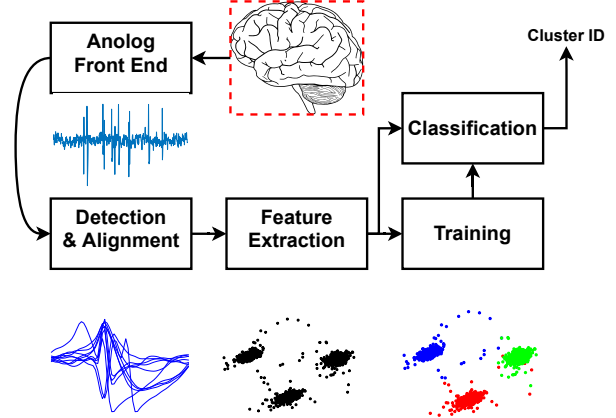 Anolog
Front End
Cluster ID
Classification
Detection
& Alignment
Feature
Extraction
Training